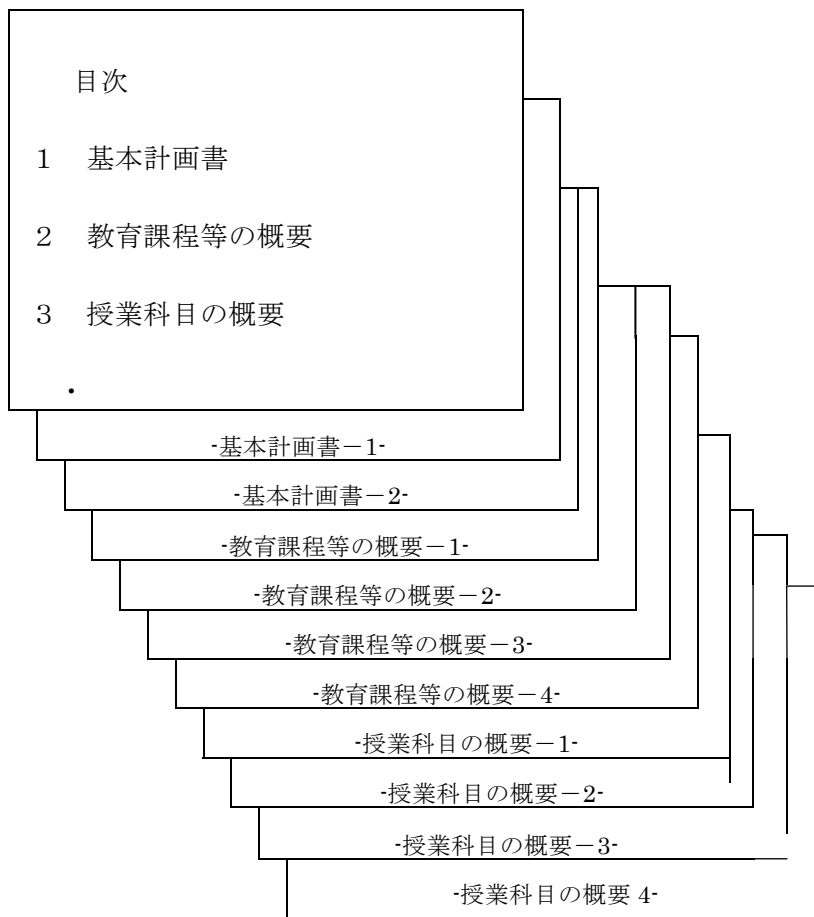 目次
１　基本計画書
２　教育課程等の概要
３　授業科目の概要
・
-基本計画書－1-
-基本計画書－2-
-教育課程等の概要－1-
-教育課程等の概要－2-
-教育課程等の概要－3-
-教育課程等の概要－4-
-授業科目の概要－1-
-授業科目の概要－2-
-授業科目の概要－3-
-授業科目の概要 4-